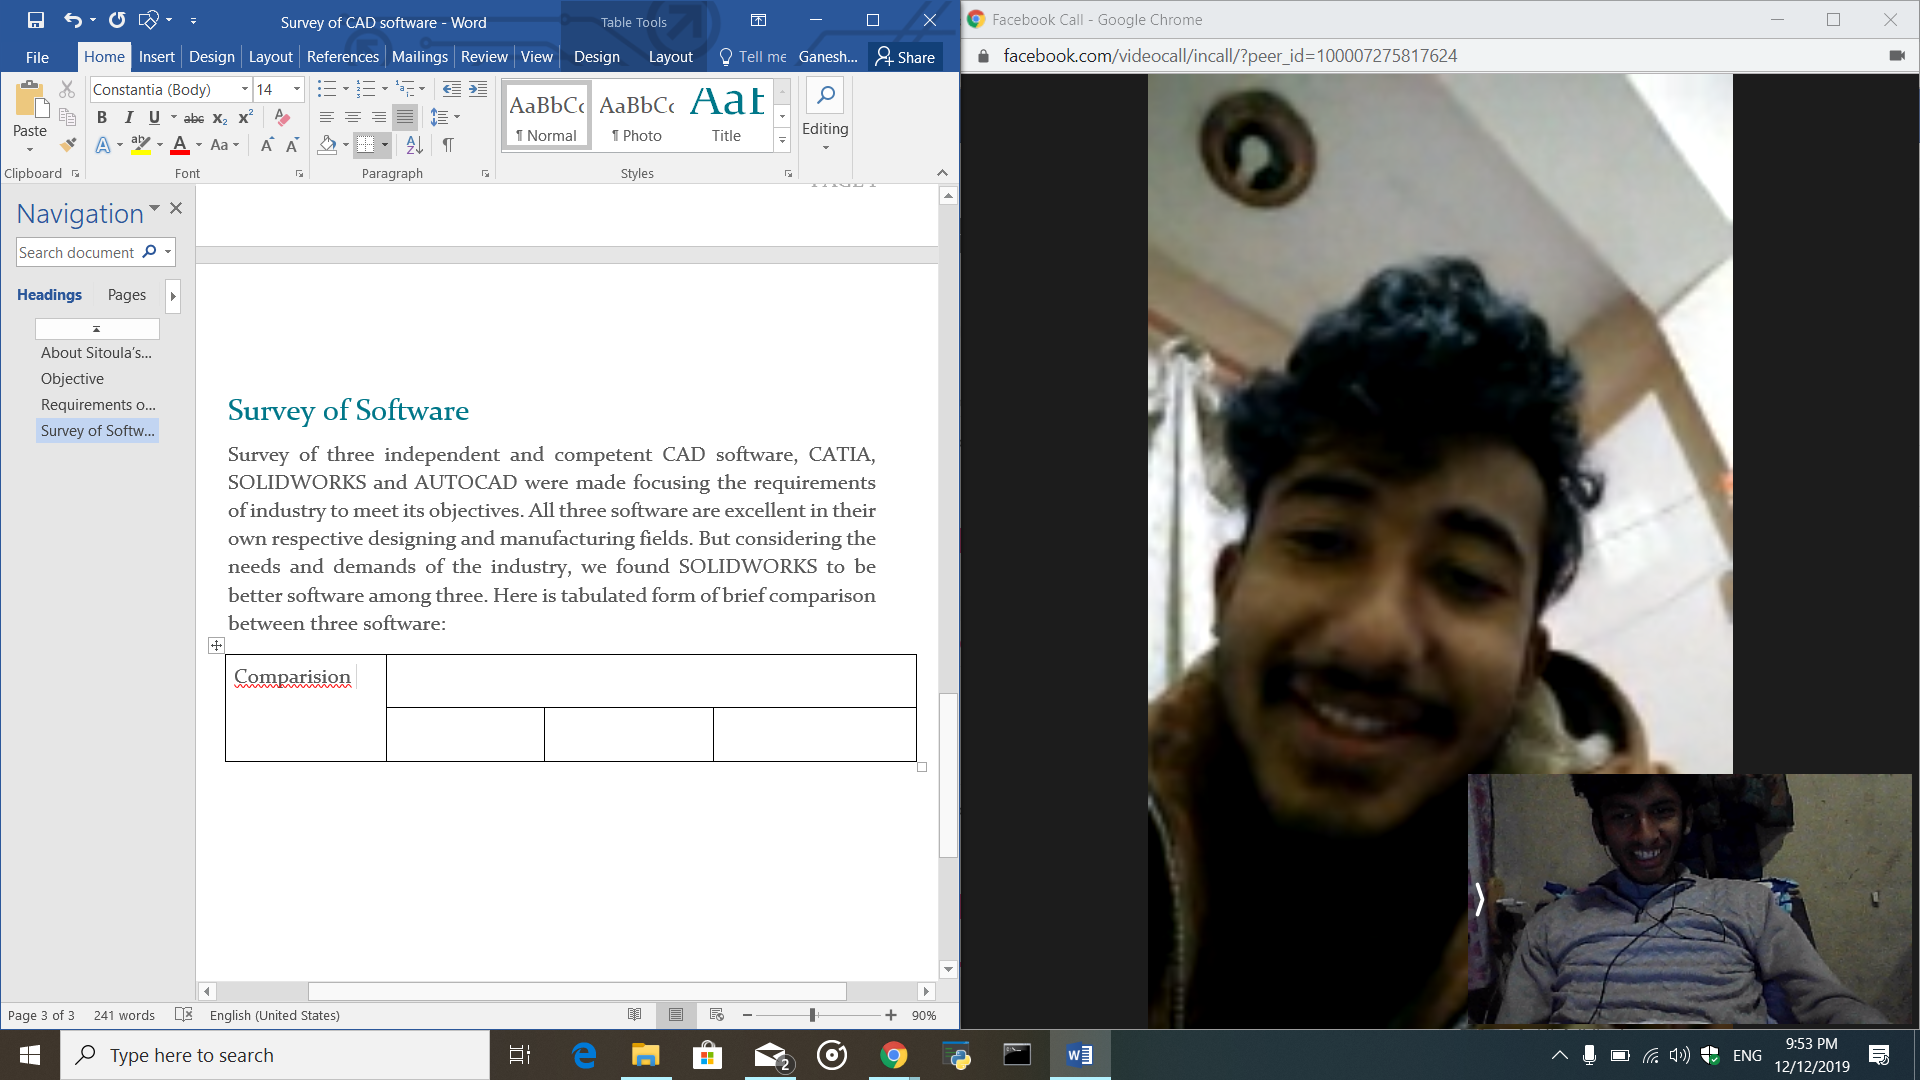 Survey of CAD software - Word
Table Tools
File
Home
Insert
Design
Layout
References
Mailings
Review
View
Design
Layout
Tell me
Ganesh...
Share
Paste
Clipboard
Constantia (Body)
14
B I U abc x₂ x²
A aby A Aa A A
Font
Paragraph
AaBbCc
¶ Normal
AaBbCc
¶ Photo
Aat
Title
Styles
Editing
Navigation
Search document
Headings
Pages
About Sitoula's...
Objective
Requirements o...
Survey of Softw...
Survey of Software
Survey of three independent and competent CAD software, CATIA,
SOLIDWORKS and AUTOCAD were made focusing the requirements
of industry to meet its objectives. All three software are excellent in their
own respective designing and manufacturing fields. But considering the
needs and demands of the industry, we found SOLIDWORKS to be
better software among three. Here is tabulated form of brief comparison
between three software:
Comparision
Page 3 of 3
241 words
English (United States)
90%
Facebook Call - Google Chrome
facebook.com/videocall/incall/?peer_id=100007275817624
Type here to search
2
ENG
9:53 PM
12/12/2019